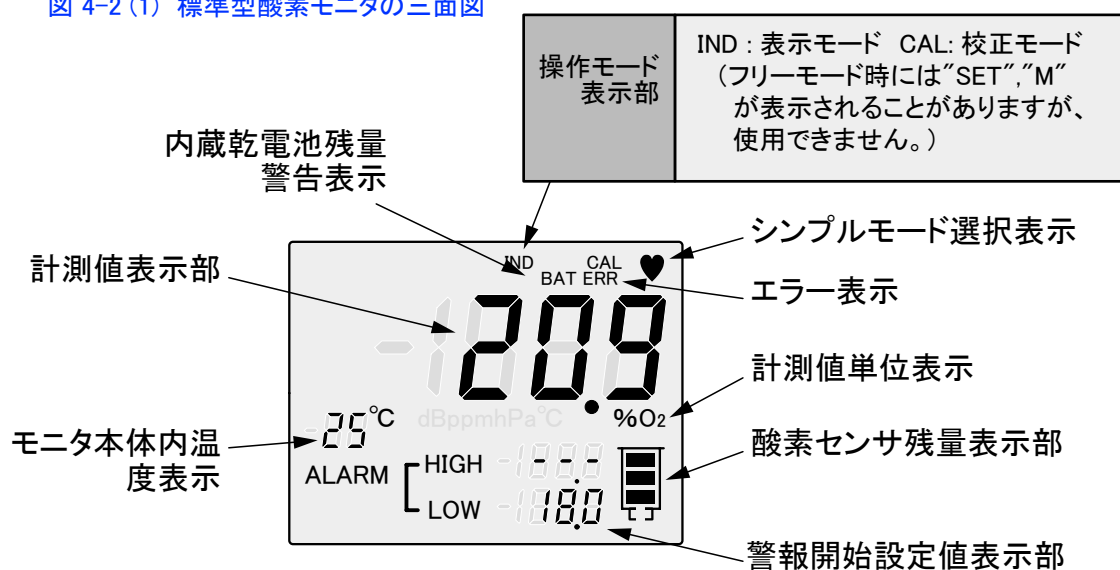 図 4-2 (1) 標準型酸素モニタの三面図
操作モード
表示部
IND : 表示モード CAL: 校正モード
(フリーモード時には"SET","M"
が表示されることがありますが、
使用できません。)
内蔵乾電池残量
警告表示
シンプルモード選択表示
計測値表示部
エラー表示
IND CAL
BAT ERR
20.9
計測値単位表示
-25℃
dBppmhPa℃
%O₂
モニタ本体内温
度表示
酸素センサ残量表示部
ALARM
HIGH --.-
LOW 18.0
警報開始設定値表示部